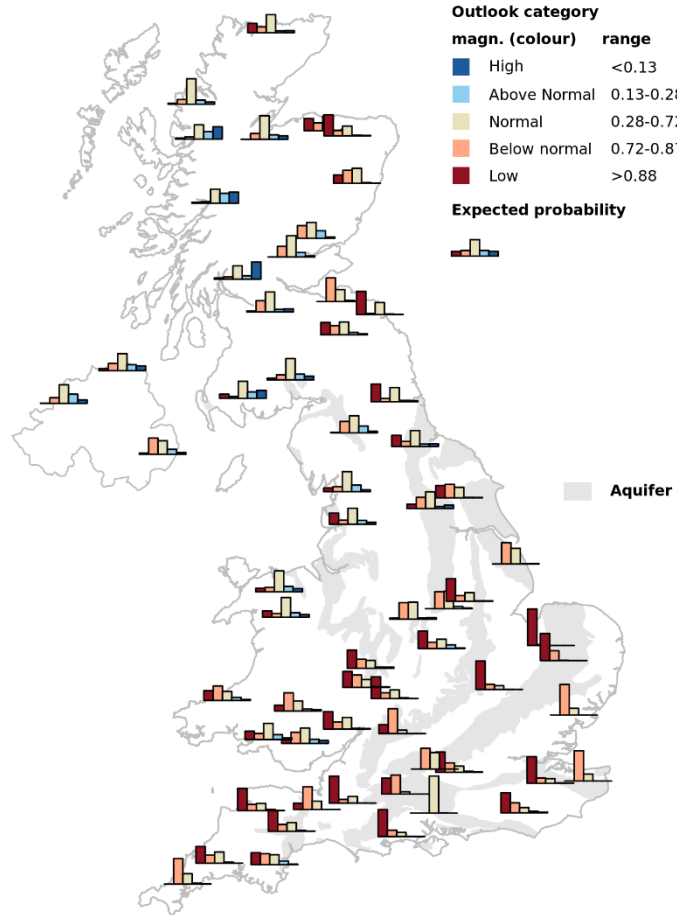 Outlook category
magn. (colour) range
High <0.13
Above Normal 0.13-0.28
Normal 0.28-0.72
Below normal 0.72-0.87
Low >0.88
Expected probability
Aquifer